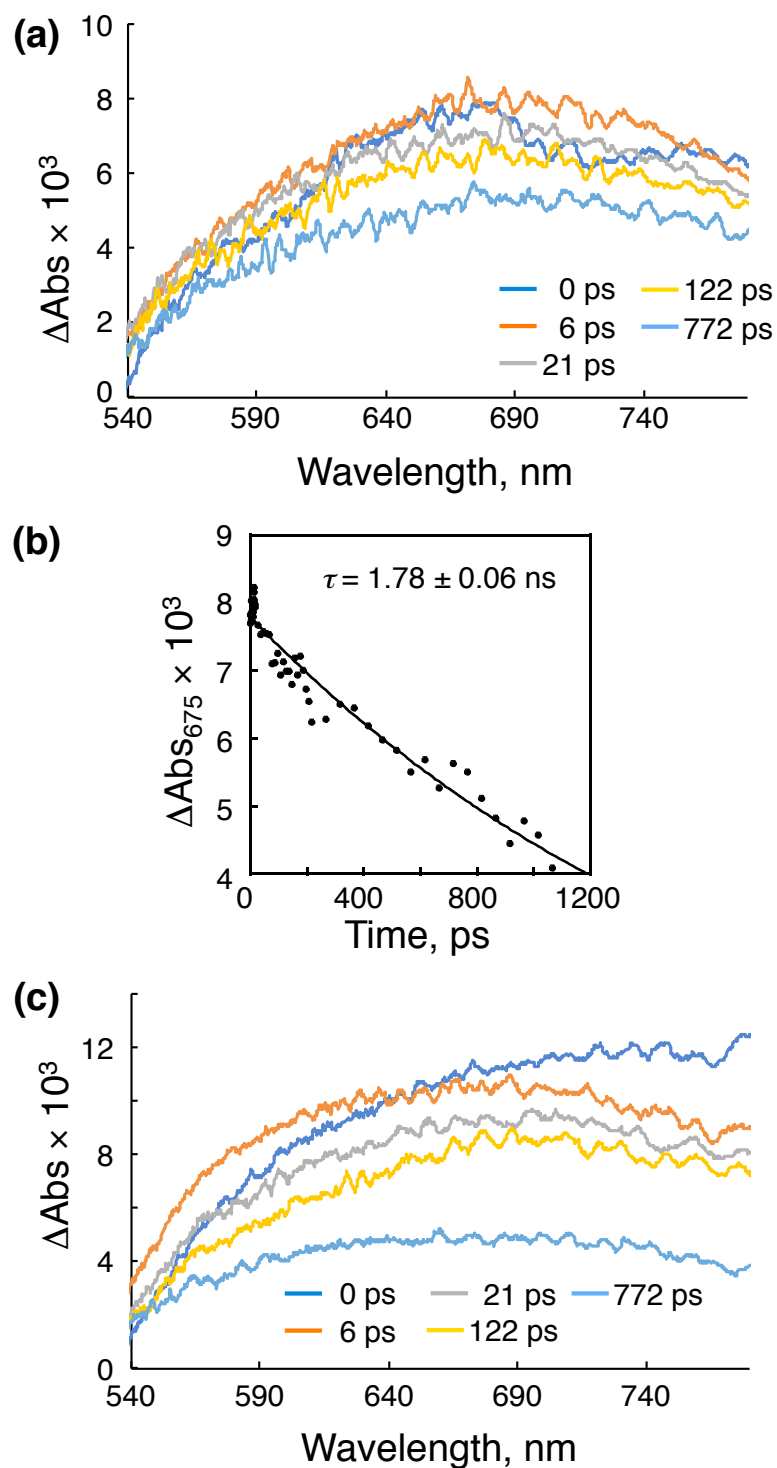 (a)
10
8
6
4
2
0
ΔAbs × 10³
0 ps
122 ps
6 ps
772 ps
21 ps
540
590
640
690
740
Wavelength, nm
(b)
9
8
7
6
5
4
ΔAbs₆₇₅ × 10³
τ = 1.78 ± 0.06 ns
0
400
800
1200
Time, ps
(c)
12
8
4
0
ΔAbs × 10³
0 ps
21 ps
772 ps
6 ps
122 ps
540
590
640
690
740
Wavelength, nm